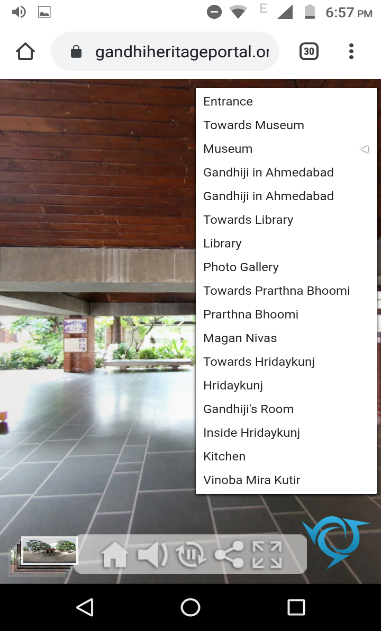 E
6:57 PM
gandhiheritageportal.or
30
Entrance
Towards Museum
Museum
Gandhiji in Ahmedabad
Gandhiji in Ahmedabad
Towards Library
Library
Photo Gallery
Towards Prarthna Bhoomi
Prarthna Bhoomi
Magan Nivas
Towards Hridaykunj
Hridaykunj
Gandhiji's Room
Inside Hridaykunj
Kitchen
Vinoba Mira Kutir